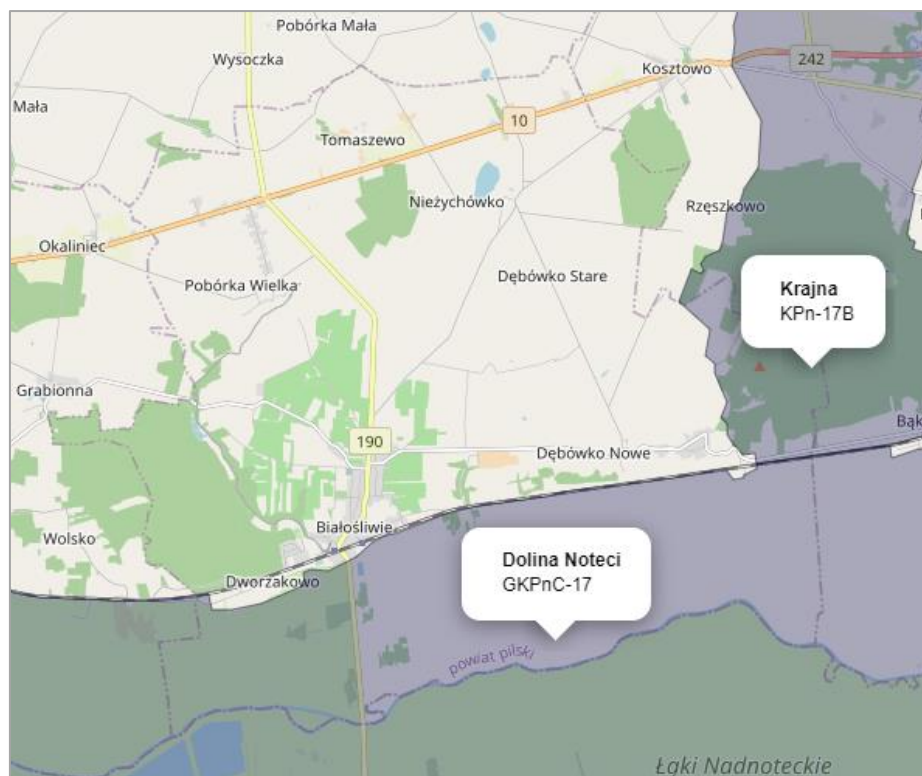 Pobórka Mała
Wysoczka
Kosztowo
242
Mała
10
Tomaszewo
Nieżychówko
Rzęszkowo
Okaliniec
Dębówko Stare
Pobórka Wielka
Krajna
KPn-17B
Grabionna
190
Bąk
Dębówko Nowe
Białośliwie
Wolsko
Dolina Noteci
GKPnC-17
Dworzakowo
powiat pilski
Łąki Nadnoteckie